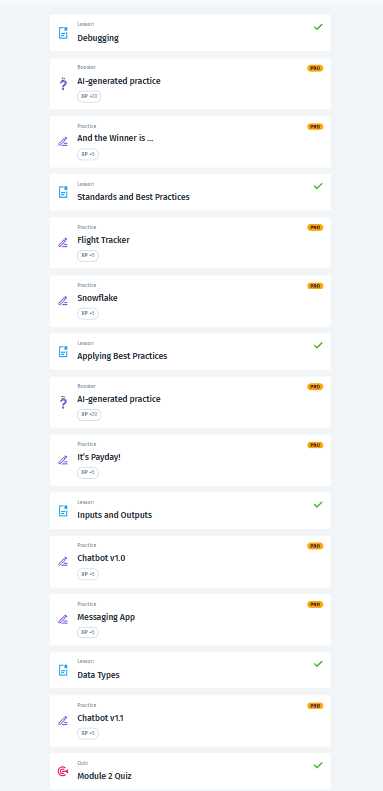 Lesson
Debugging
Booster
PRO
AI-generated practice
XP +20
Practice
PRO
And the Winner is ...
XP +5
Lesson
Standards and Best Practices
Practice
PRO
Flight Tracker
XP +5
Practice
PRO
Snowflake
XP +5
Lesson
Applying Best Practices
Booster
PRO
AI-generated practice
XP +20
Practice
PRO
It's Payday!
XP +5
Lesson
Inputs and Outputs
Practice
PRO
Chatbot v1.0
XP +5
Practice
PRO
Messaging App
XP +5
Lesson
Data Types
Practice
PRO
Chatbot v1.1
XP +5
Quiz
Module 2 Quiz